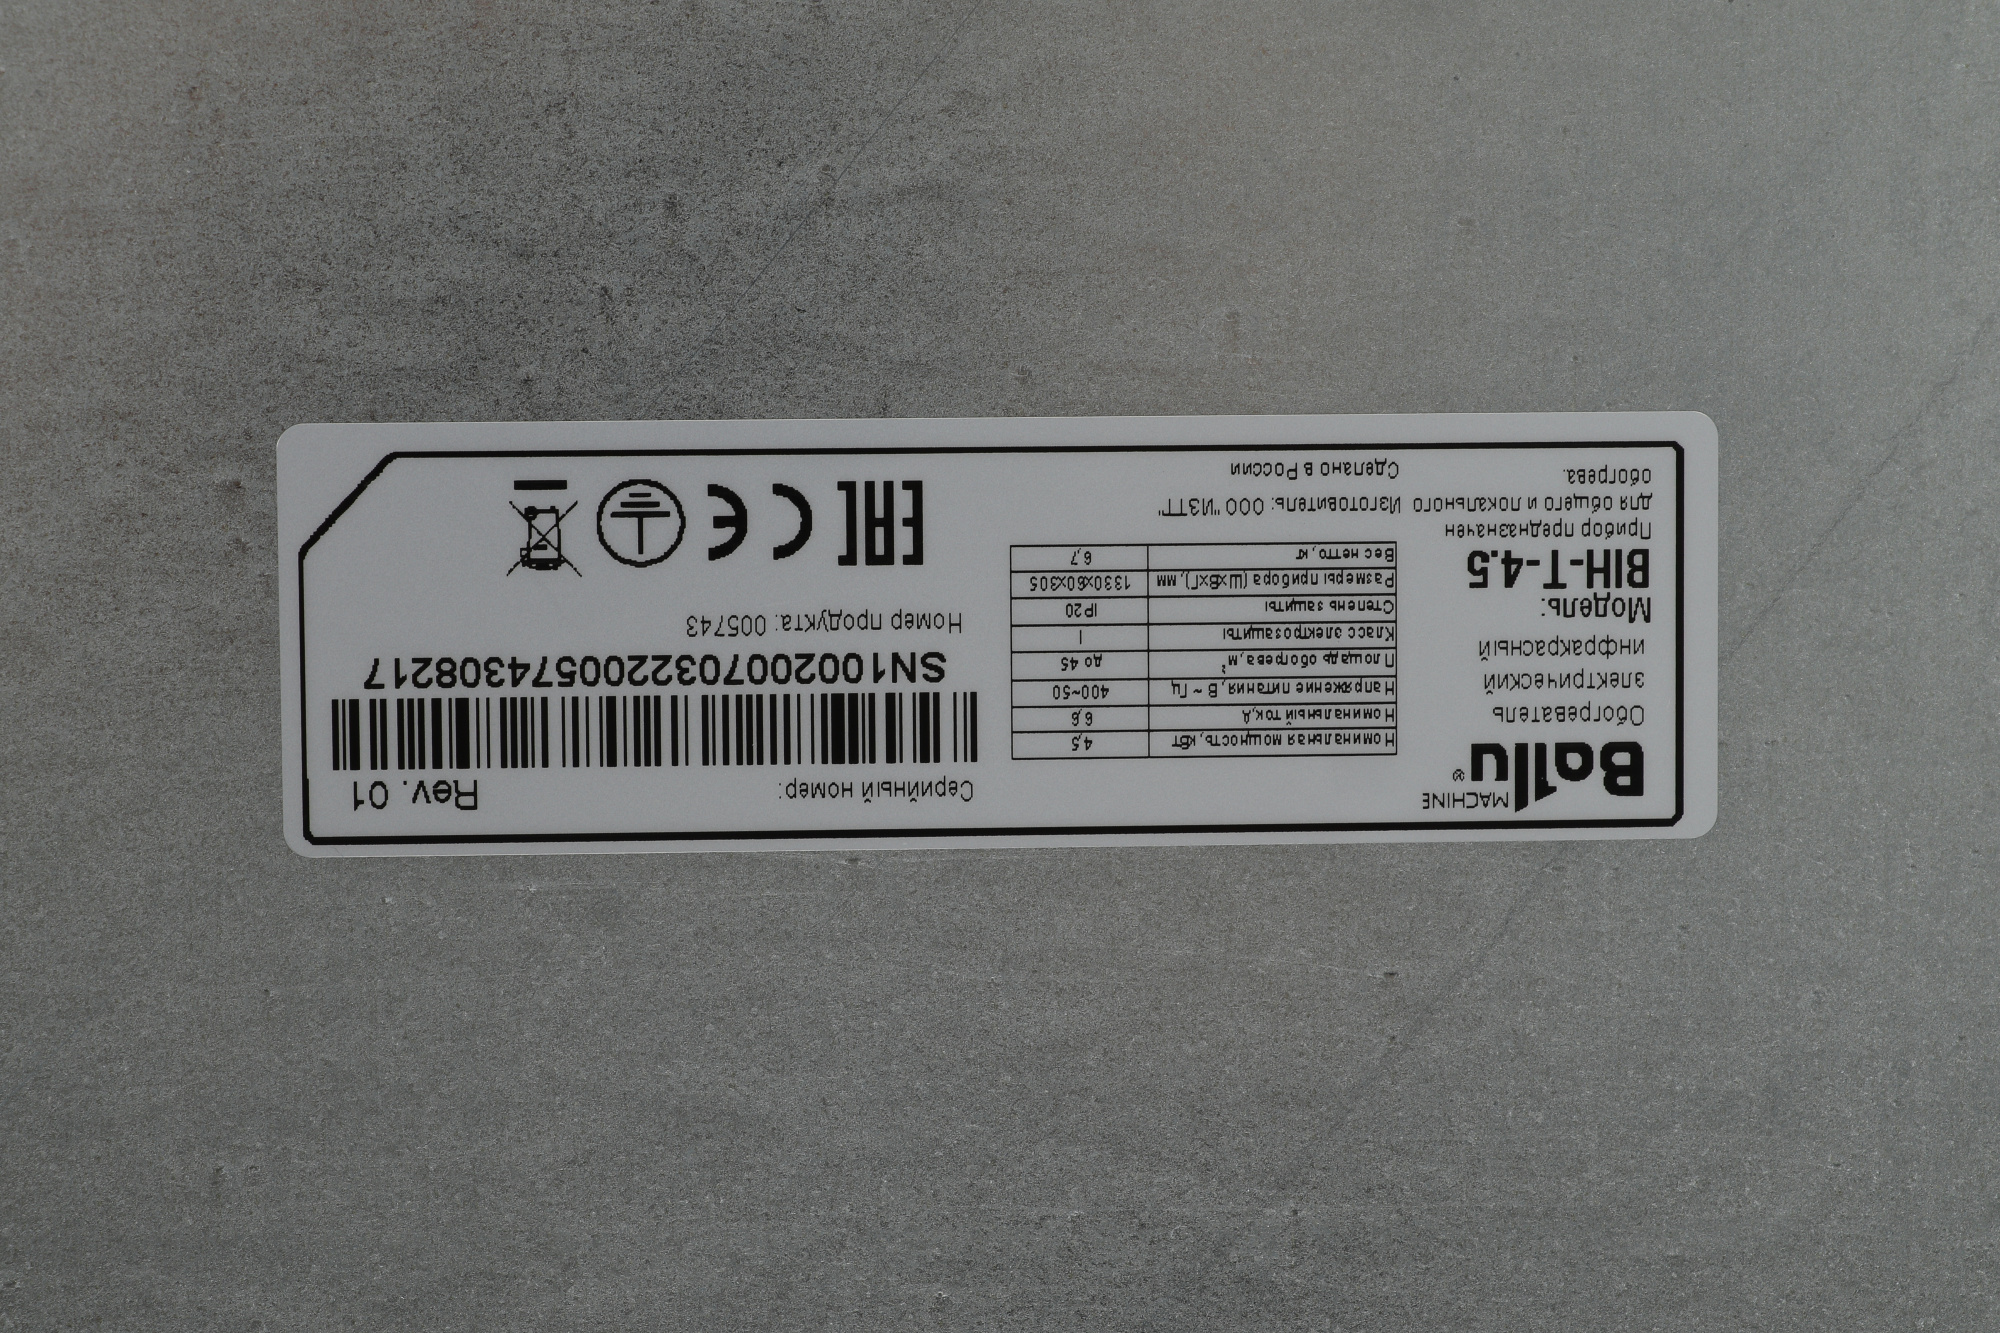 Ballu®
MACHINE
Обогреватель
электрический
инфракрасный
Модель:
BIH-T-4.5
Прибор предназначен
для общего и локального
обогрева.
Номинальная мощность, кВт 4,5
Номинальный ток, А 6,6
Напряжение питания, В ~ Гц 400~50
Площадь обогрева, м² до 45
Класс электрозащиты I
Степень защиты IP20
Размеры прибора (ШхВхГ), мм 1330x60x305
Вес нетто, кг 6,7
Изготовитель: ООО "ИЗТТ"
Сделано в России
Серийный номер: Rev. 01
SN1002007032200574308217
Номер продукта: 005743
EAC CE